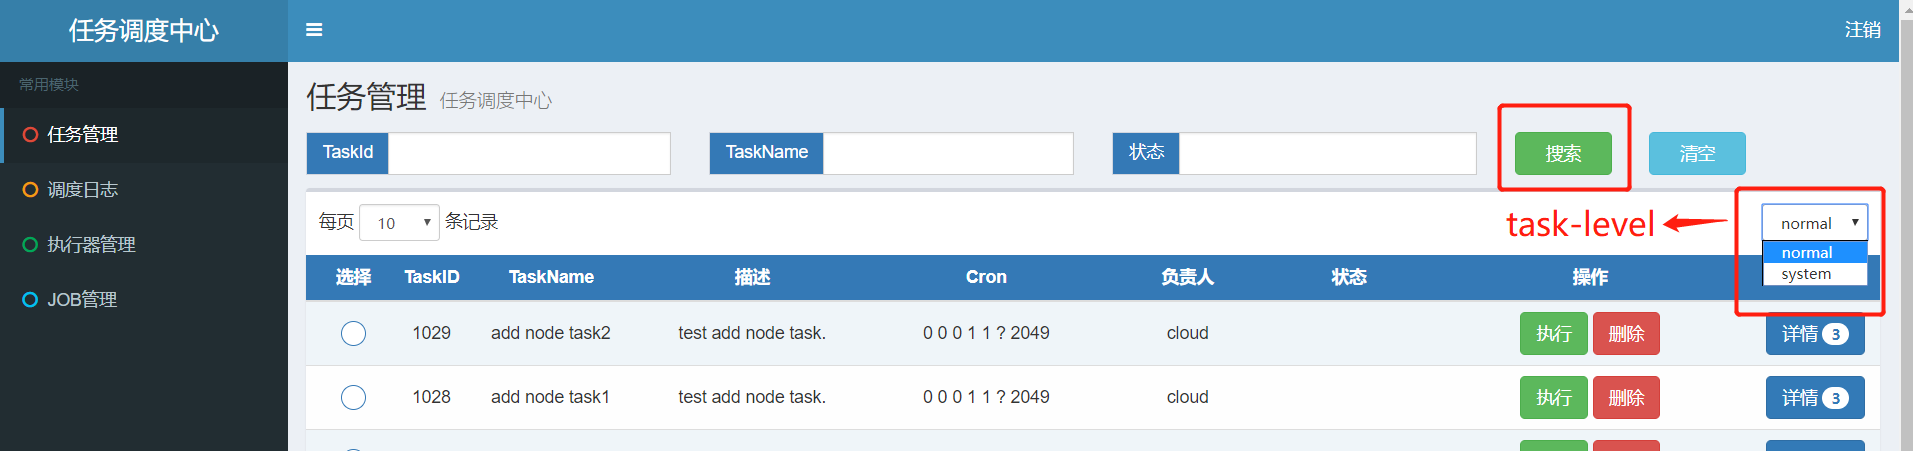 任务调度中心
注销
常用模块
任务管理
调度日志
执行器管理
JOB管理
任务管理 任务调度中心
TaskId TaskName 状态 搜索 清空
每页 10 条记录 task-level normal
normal
system
选择 TaskID TaskName 描述 Cron 负责人 状态 操作
1029 add node task2 test add node task. 0 0 0 1 1 ? 2049 cloud 执行 删除 详情 3
1028 add node task1 test add node task. 0 0 0 1 1 ? 2049 cloud 执行 删除 详情 3